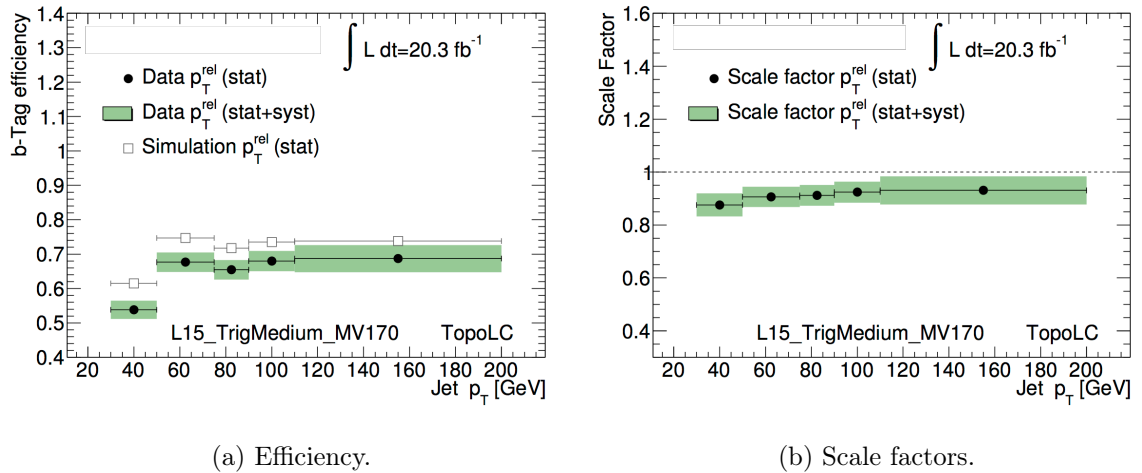 1.4
1.3
1.2
1.1
1
0.9
0.8
0.7
0.6
0.5
0.4
b-Tag efficiency
∫ L dt=20.3 fb⁻¹
Data p_T^rel (stat)
Data p_T^rel (stat+syst)
Simulation p_T^rel (stat)
L15_TrigMedium_MV170 TopoLC
20 40 60 80 100 120 140 160 180 200
Jet p_T [GeV]
(a) Efficiency.
1.6
1.4
1.2
1
0.8
0.6
0.4
Scale Factor
∫ L dt=20.3 fb⁻¹
Scale factor p_T^rel (stat)
Scale factor p_T^rel (stat+syst)
L15_TrigMedium_MV170 TopoLC
20 40 60 80 100 120 140 160 180 200
Jet p_T [GeV]
(b) Scale factors.